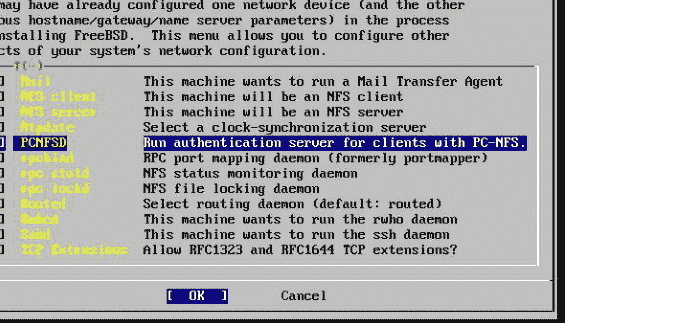 may have already configured one network device (and the other
ous hostname/gateway/name server parameters) in the process
nstalling FreeBSD.  This menu allows you to configure other
cts of your system's network configuration.
] Mail This machine wants to run a Mail Transfer Agent
] NFS client This machine will be an NFS client
] NFS server This machine will be an NFS server
] Ntpdate Select a clock-synchronization server
] PCNFSD Run authentication server for clients with PC-NFS.
] rpcbind RPC port mapping daemon (formerly portmapper)
] rpc statd NFS status monitoring daemon
] rpc lockd NFS file locking daemon
] Routed Select routing daemon (default: routed)
] Rwhod This machine wants to run the rwho daemon
] Sshd This machine wants to run the ssh daemon
] TCP Extensions Allow RFC1323 and RFC1644 TCP extensions?
[ OK ] Cancel